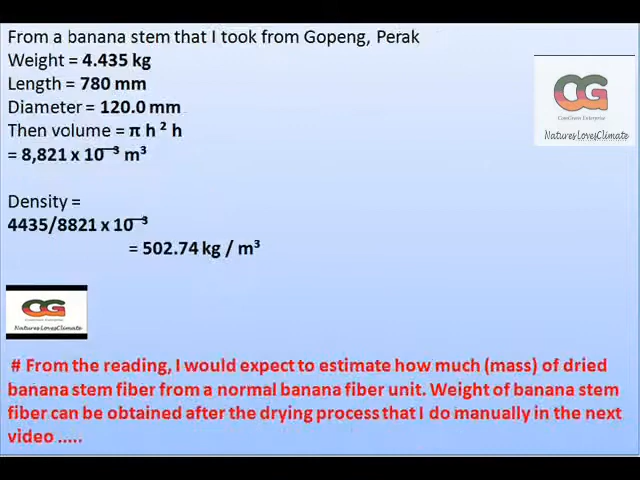 From a banana stem that I took from Gopeng, Perak
Weight = 4.435 kg
Length = 780 mm
Diameter = 120.0 mm
Then volume = π h ² h
= 8,821 x 10⁻³ m³
Density =
4435/8821 x 10⁻³
= 502.74 kg / m³
OG
CamGreen Enterprise
NaturesLovesClimate
OG
NaturesLovesClimate
# From the reading, I would expect to estimate how much (mass) of dried
banana stem fiber from a normal banana fiber unit. Weight of banana stem
fiber can be obtained after the drying process that I do manually in the next
video .....